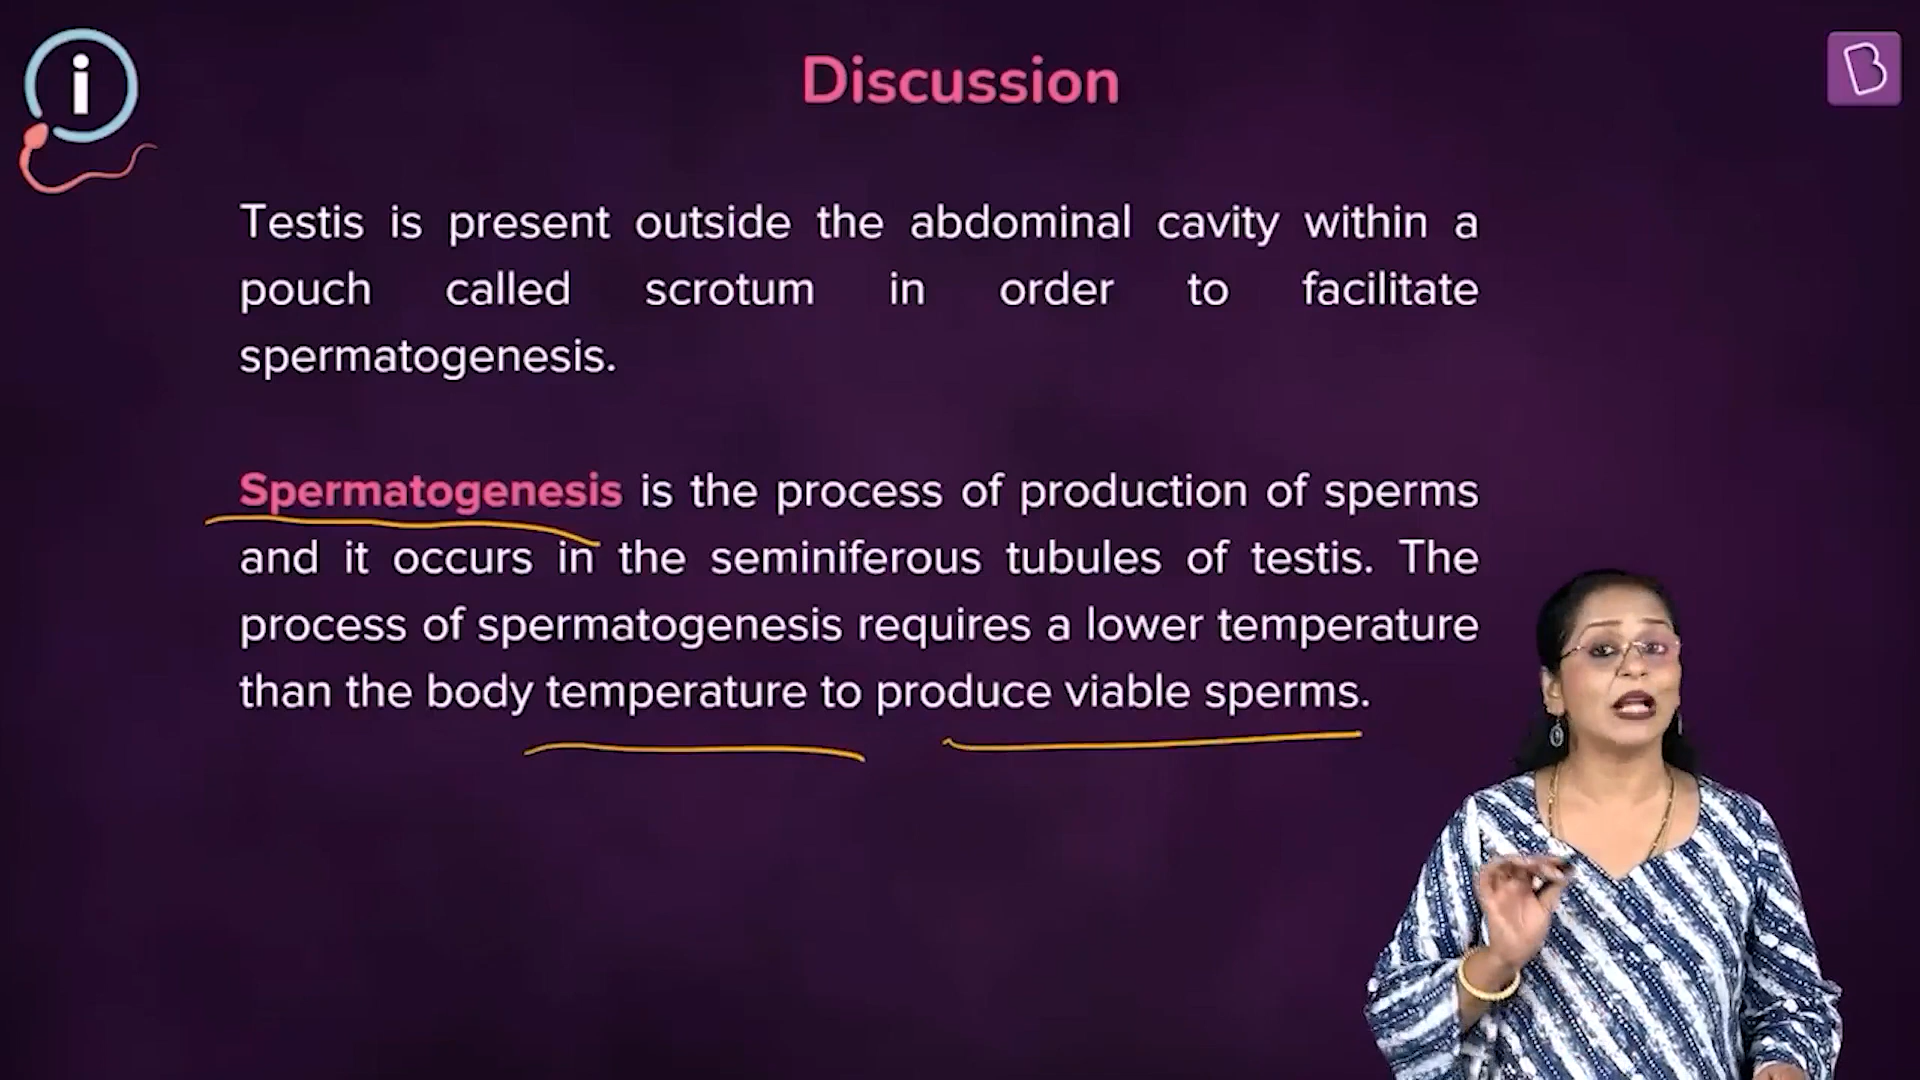 i
Discussion
B
Testis is present outside the abdominal cavity within a
pouch called scrotum in order to facilitate
spermatogenesis.
Spermatogenesis is the process of production of sperms
and it occurs in the seminiferous tubules of testis. The
process of spermatogenesis requires a lower temperature
than the body temperature to produce viable sperms.